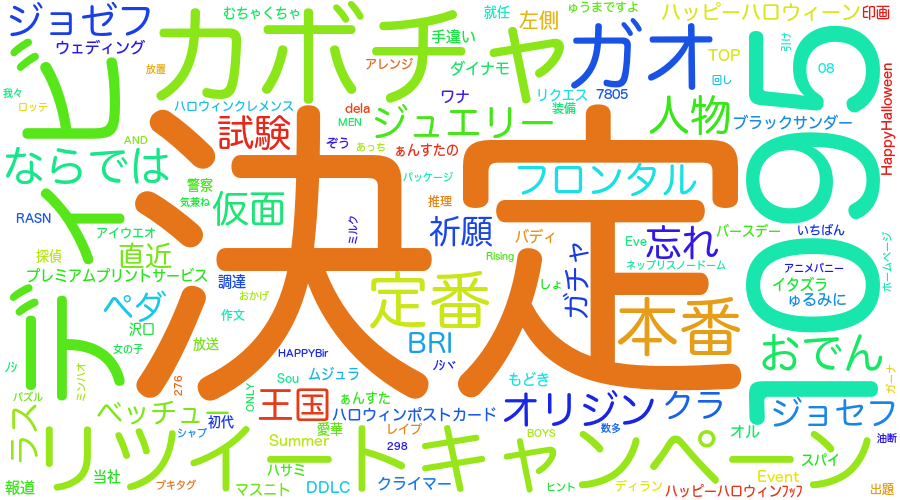 ジョゼフ
ウェディング
カボチャ
むちゃくちゃ
就任
ゅうまですよ
左側
手違い
アレンジ
ダイナモ
ガオ
ハッピーハロウィーン
印画
TOP
引け
08
5
9
0
1
放置
我々
ロッテ
ハロウィンクレメンス
dela
MEN
ワナ
リクエス
7805
装備
回し
ディビ
AND
試験
ぞう
あっち
ジュエリー
ぁんすたの
人物
ブラックサンダー
HappyHalloween
ならでは
警察
気兼ね
仮面
パッケージ
推理
フロンタル
RASN
アイウエオ
探偵
直近
ミルク
祈願
バディ
Rising
ガチャ
Eve
忘れ
バースデー
いちばん
プレミアムプリントサービス
調達
おかげ
ネップリスノードーム
アニメバニー
イタズラ
ゅるみに
ホームページ
ペダ
沢口
作文
決定
定番
しょ
本番
女の子
放送
HAPPYBir
BRI
おでん
ミンハオ
276
Sou
ムジュラ
もどき
ガーナ
パズル
ベッチュー
ONLY
王国
ぁんすた
ハロウィンポストカード
オリジン
クラ
ジョセフ
ラス
初代
シャブ
愛華
レイプ
298
BOYS
数多
オル
油断
リツイートキャンペーン
Summer
スパイ
報道
当社
ブキタグ
マスニト
ハサミ
DDLC
クライマー
ヒント
ディラン
Event
ハッピーハロウィンフッフ
出題